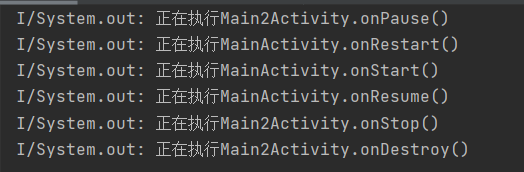 I/System.out: 正在执行Main2Activity.onPause()
I/System.out: 正在执行MainActivity.onRestart()
I/System.out: 正在执行MainActivity.onStart()
I/System.out: 正在执行MainActivity.onResume()
I/System.out: 正在执行Main2Activity.onStop()
I/System.out: 正在执行Main2Activity.onDestroy()